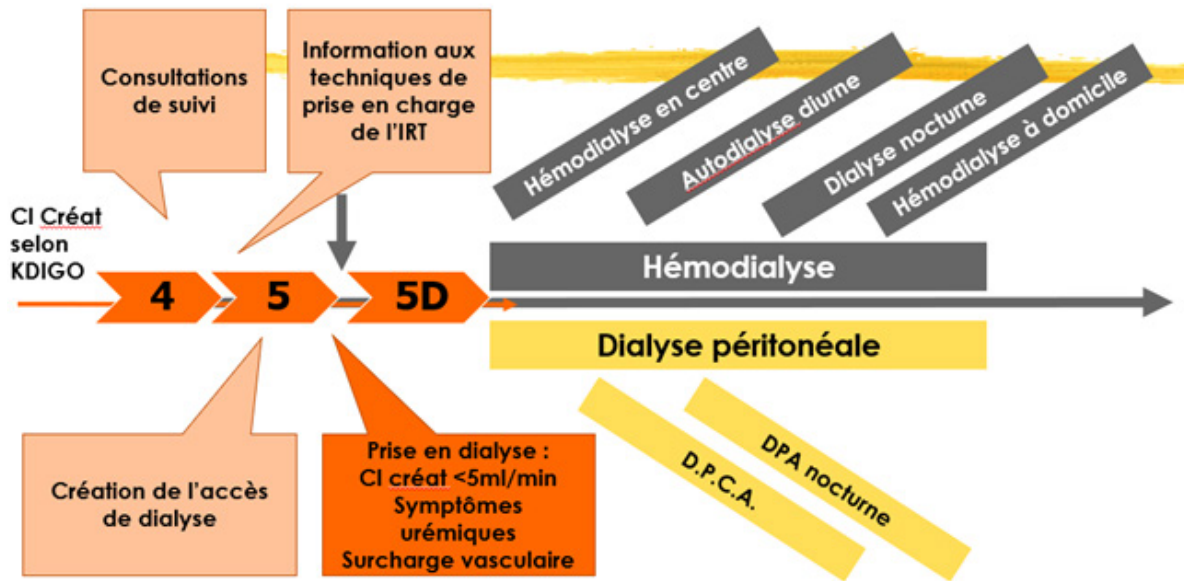 Consultations
de suivi
Information aux
techniques de
prise en charge
de l'IRT
Hémodialyse en centre
Autodialyse diurne
Dialyse nocturne
Hémodialyse à domicile
Cl Créat
selon
KDIGO
4
5
5D
Hémodialyse
Dialyse péritonéale
Création de l'accès
de dialyse
Prise en dialyse :
Cl créat <5ml/min
Symptômes
urémiques
Surcharge vasculaire
D.P.C.A.
DPA nocturne